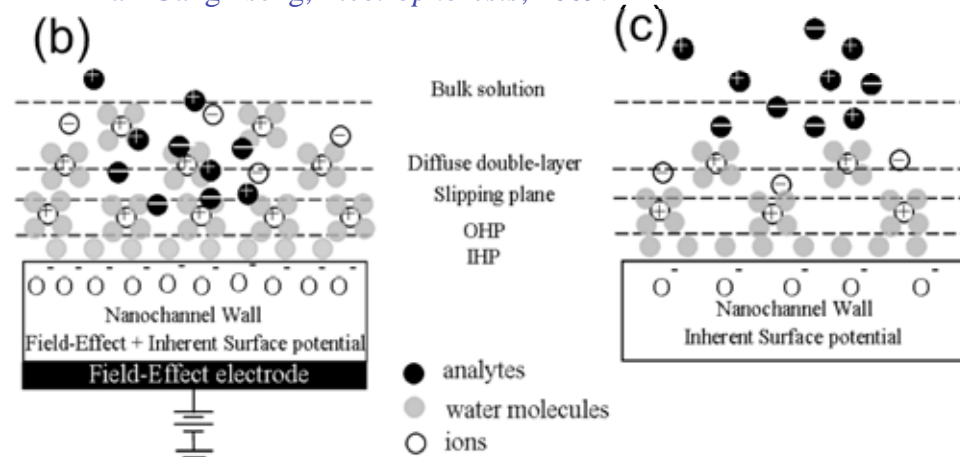 (b)
(c)
Bulk solution
Diffuse double-layer
Slipping plane
OHP
IHP
O O O O O O O O O
Nanochannel Wall
Field-Effect + Inherent Surface potential
Field-Effect electrode
O O O O O
Nanochannel Wall
Inherent Surface potential
analytes
water molecules
ions